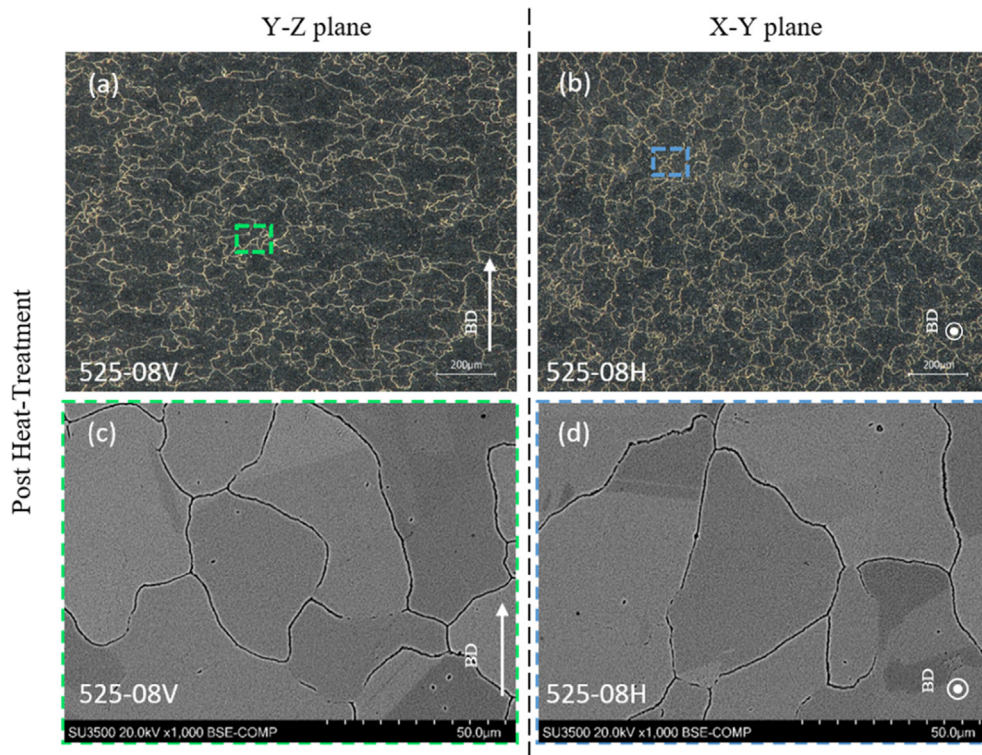 Y-Z plane
X-Y plane
Post Heat-Treatment
(a)
BD
525-08V
200μm
(b)
BD
525-08H
200μm
(c)
BD
525-08V
SU3500 20.0kV x1,000 BSE-COMP 50.0μm
(d)
BD
525-08H
SU3500 20.0kV x1,000 BSE-COMP 50.0μm